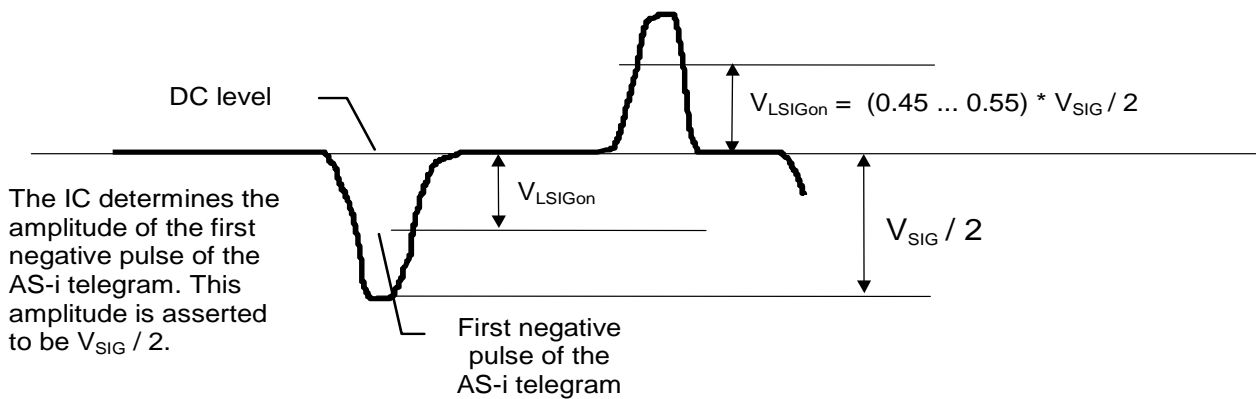 DC level
V_LSIGon = (0.45 ... 0.55) * V_SIG / 2
The IC determines the
amplitude of the first
negative pulse of the
AS-i telegram. This
amplitude is asserted
to be V_SIG / 2.
V_LSIGon
V_SIG / 2
First negative
pulse of the
AS-i telegram